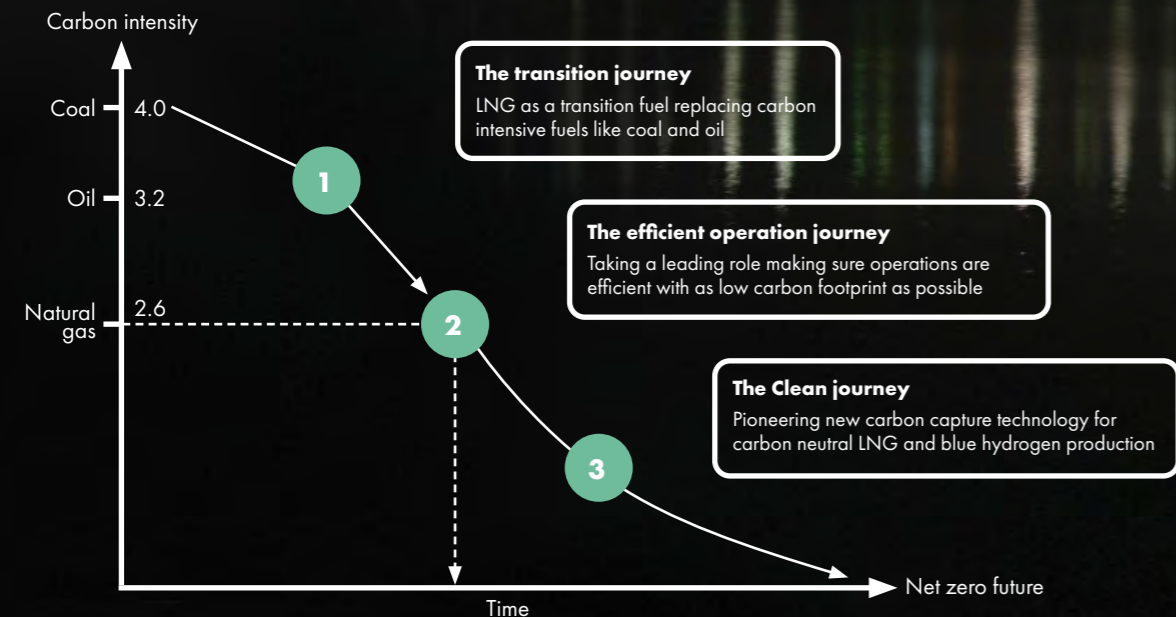 Carbon intensity
Coal
4.0
The transition journey
LNG as a transition fuel replacing carbon
intensive fuels like coal and oil
1
Oil
3.2
The efficient operation journey
Taking a leading role making sure operations are
efficient with as low carbon footprint as possible
Natural
gas
2.6
2
The Clean journey
Pioneering new carbon capture technology for
carbon neutral LNG and blue hydrogen production
3
Net zero future
Time